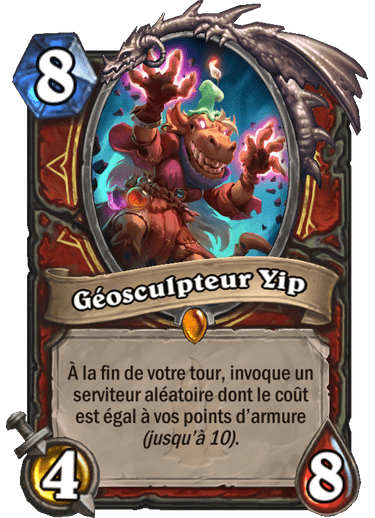 8
Géosculpteur Yip
À la fin de votre tour, invoque un
serviteur aléatoire dont le coût
est égal à vos points d'armure
(jusqu'à 10).
4
8